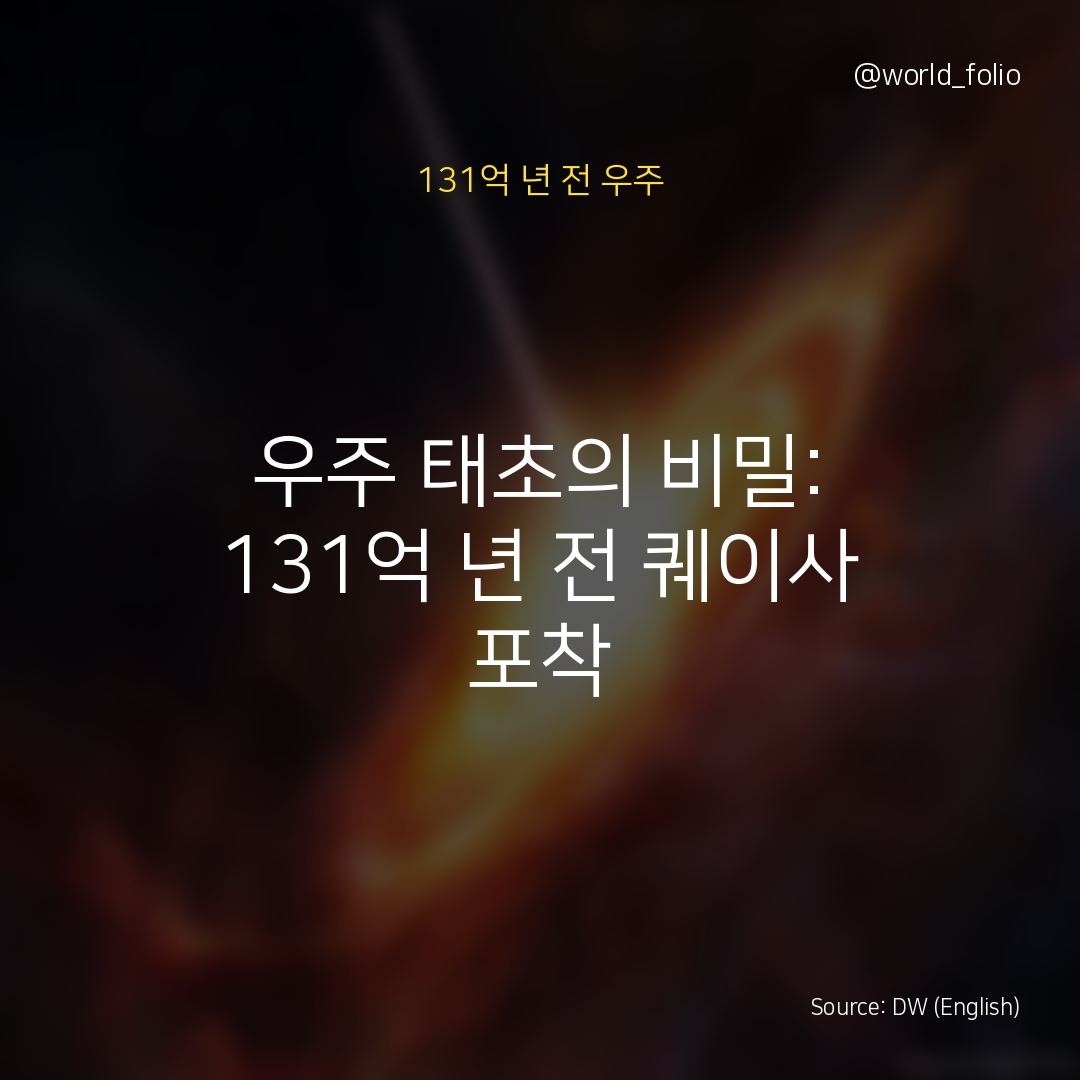 @world_folio
131억 년 전 우주
우주 태초의 비밀:
131억 년 전 퀘이사
포착
Source: DW (English)